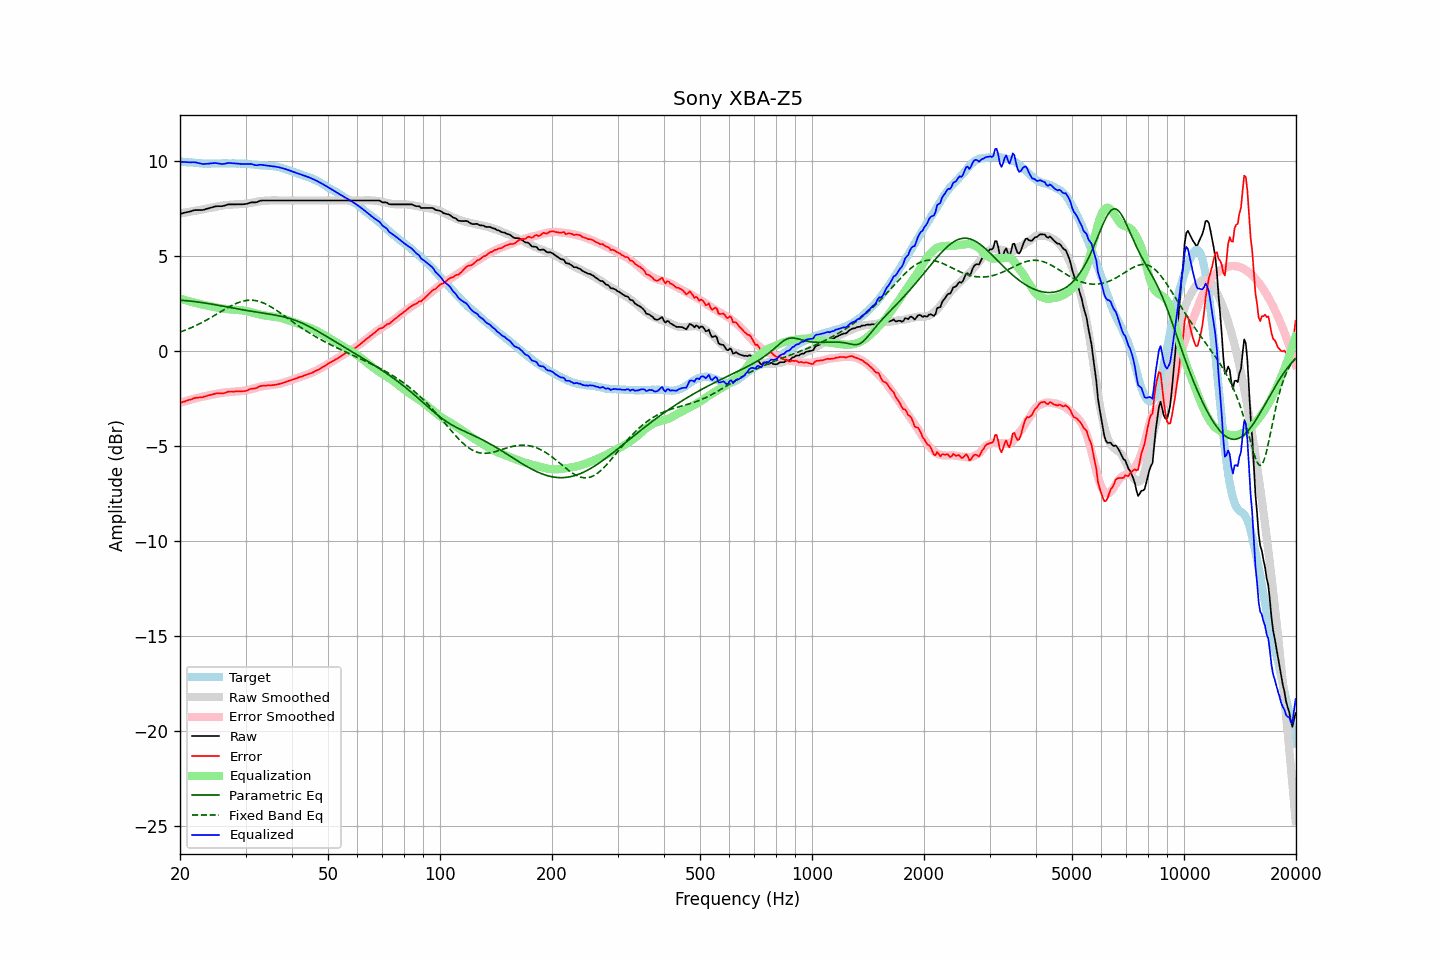 Sony XBA-Z5
Amplitude (dBr)
10
5
0
−5
−10
−15
−20
−25
Target
Raw Smoothed
Error Smoothed
Raw
Error
Equalization
Parametric Eq
Fixed Band Eq
Equalized
20
50
100
200
500
1000
2000
5000
10000
20000
Frequency (Hz)